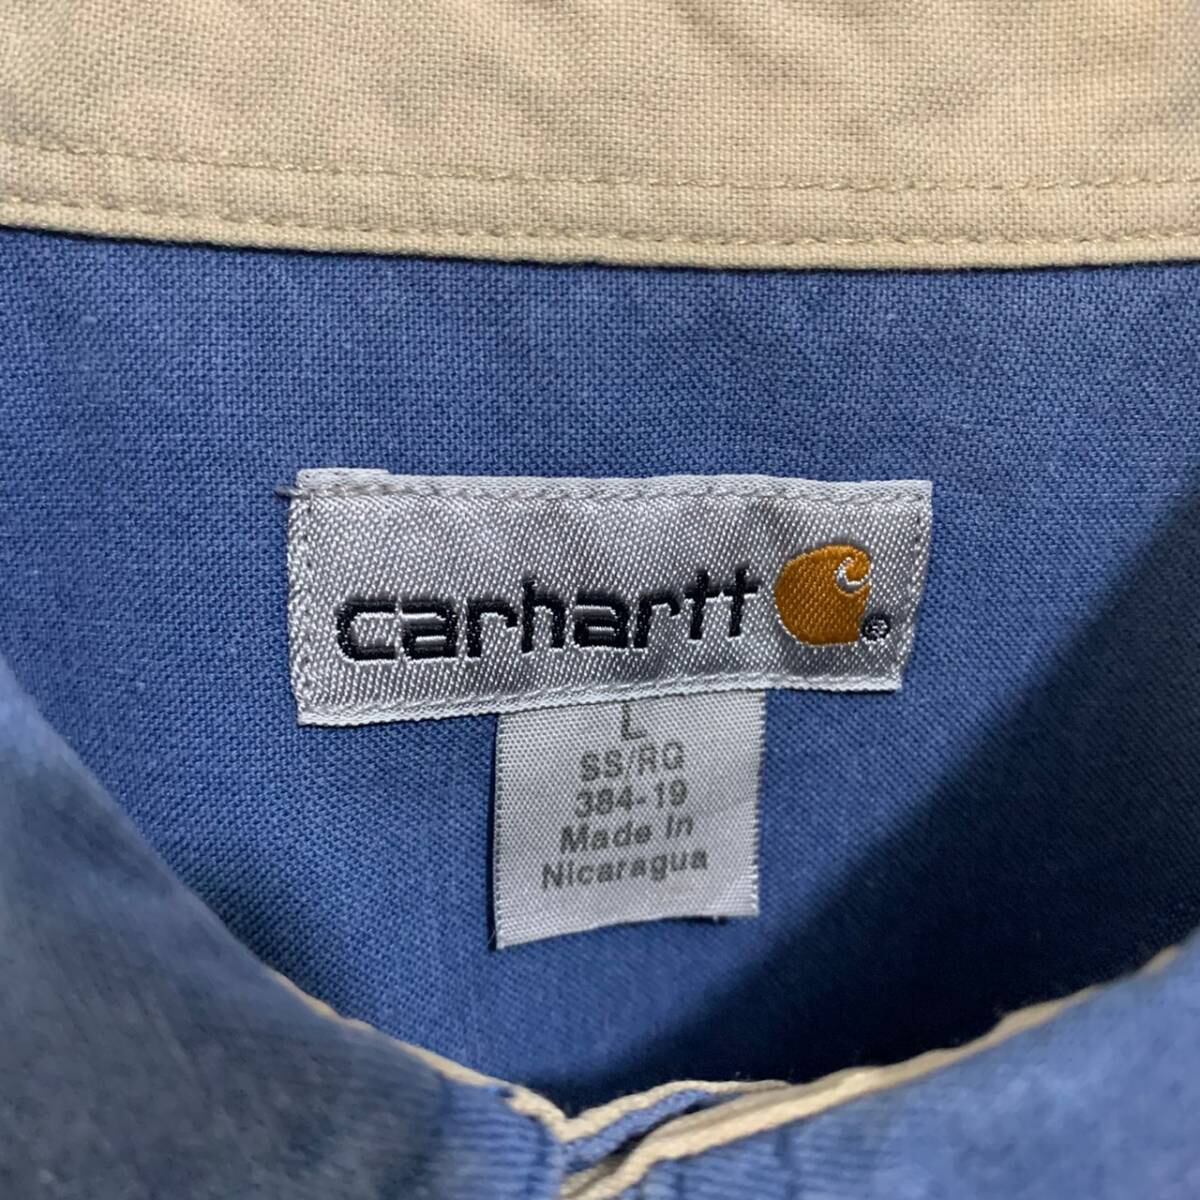 carhartt ®
L
SS/RG
384-19
Made In
Nicaragua